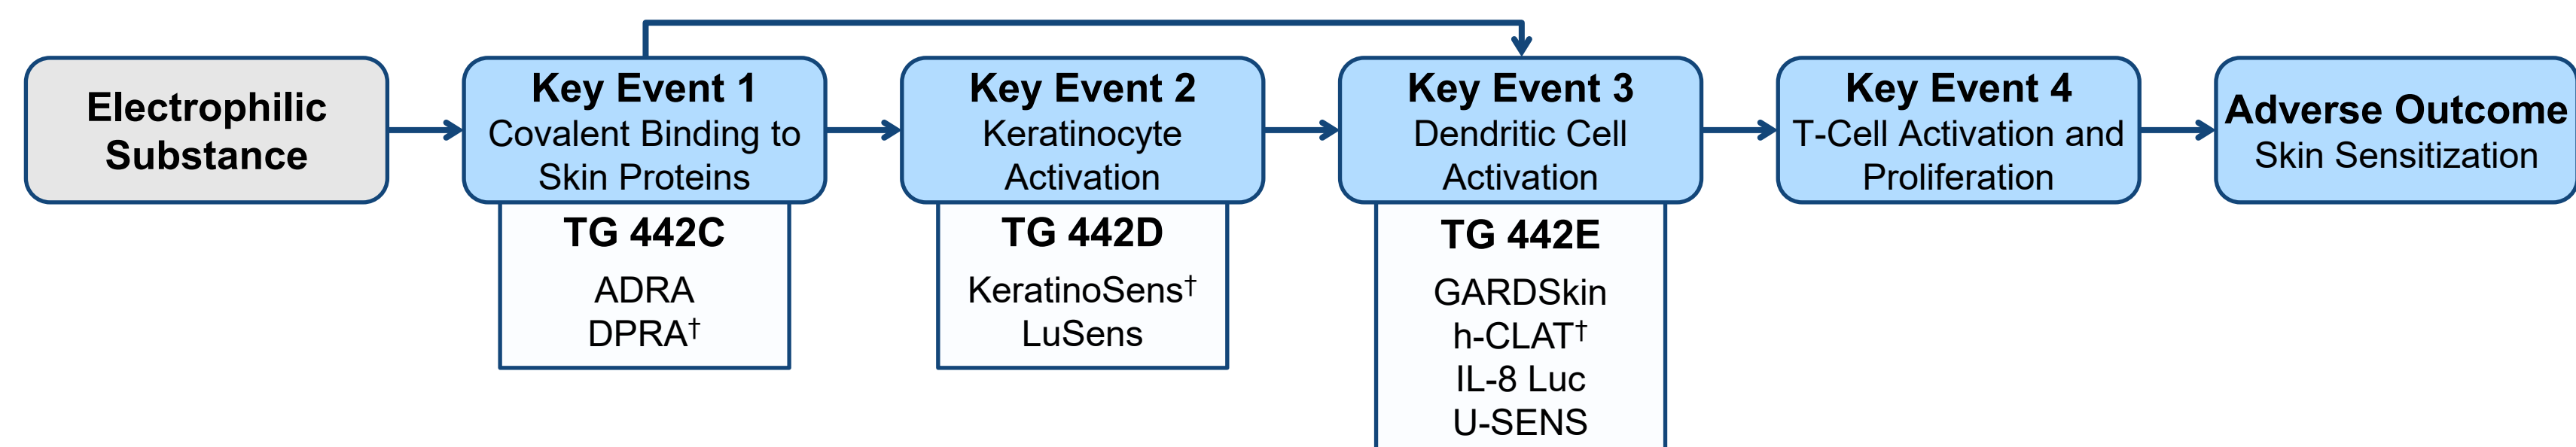 Electrophilic
Substance
Key Event 1
Covalent Binding to
Skin Proteins
TG 442C
ADRA
DPRA†
Key Event 2
Keratinocyte
Activation
TG 442D
KeratinoSens†
LuSens
Key Event 3
Dendritic Cell
Activation
TG 442E
GARDSkin
h-CLAT†
IL-8 Luc
U-SENS
Key Event 4
T-Cell Activation and
Proliferation
Adverse Outcome
Skin Sensitization